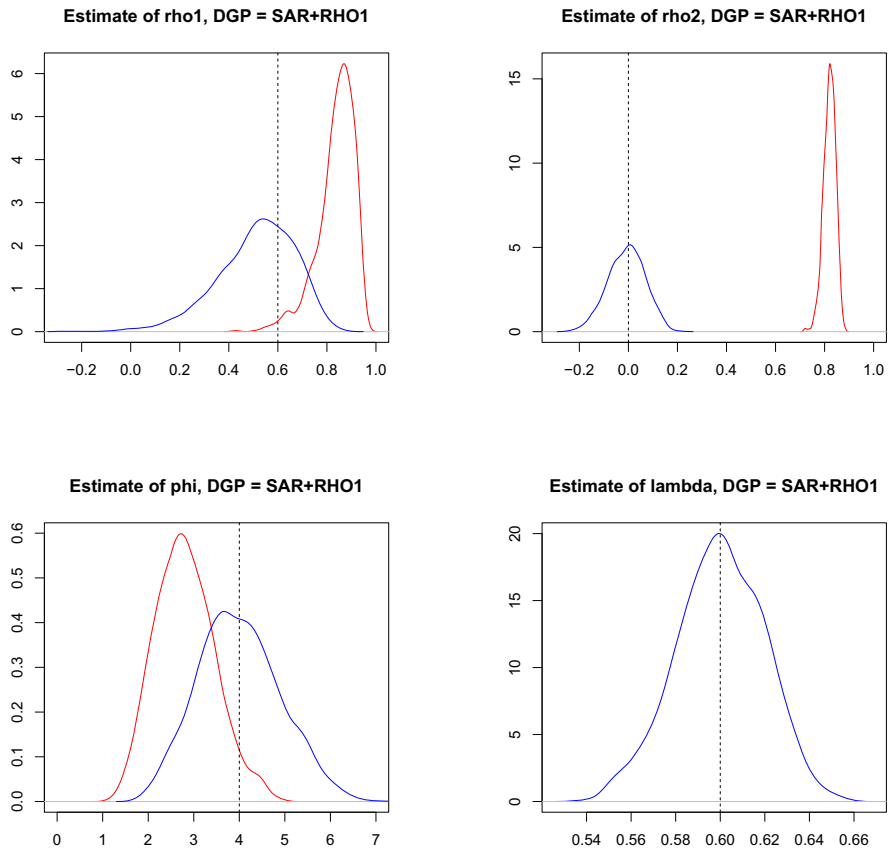 Estimate of rho1, DGP = SAR+RHO1
6
5
4
3
2
1
0
−0.2 0.0 0.2 0.4 0.6 0.8 1.0
Estimate of rho2, DGP = SAR+RHO1
15
10
5
0
−0.2 0.0 0.2 0.4 0.6 0.8 1.0
Estimate of phi, DGP = SAR+RHO1
0.6
0.5
0.4
0.3
0.2
0.1
0.0
0 1 2 3 4 5 6 7
Estimate of lambda, DGP = SAR+RHO1
20
15
10
5
0
0.54 0.56 0.58 0.60 0.62 0.64 0.66